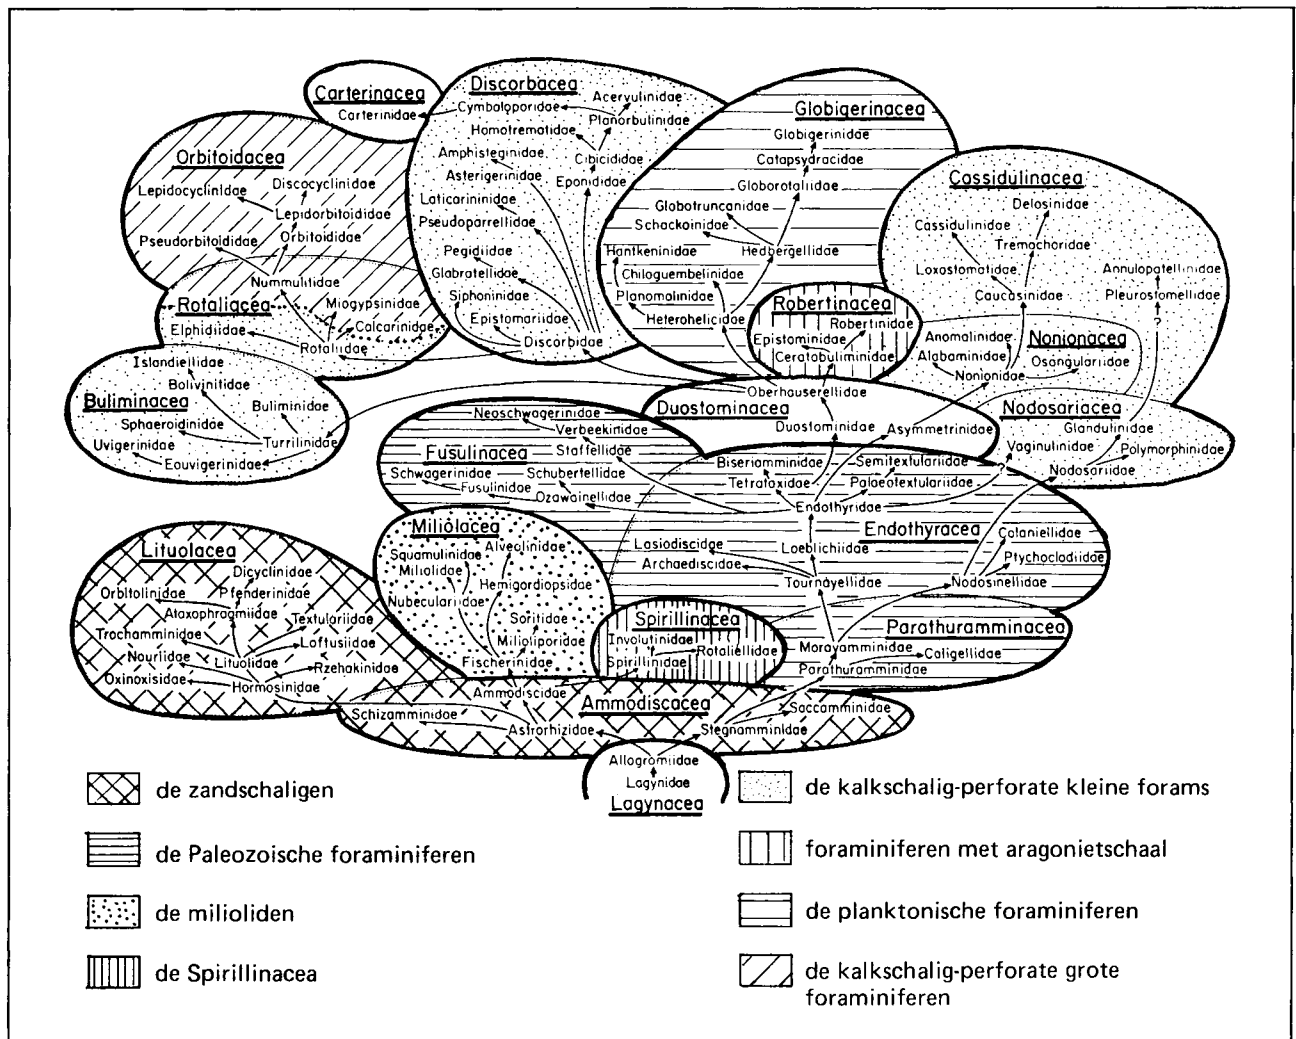 Carterinacea
Carterinidae
Discorbacea
Cymbaloporidae
Acervulinidae
Planorbulinidae
Homotrematidae
Amphisteginidae
Cibicididae
Asterigerinidae
Eponididae
Laticarininidae
Pseudoparrellidae
Pegidiidae
Glabratellidae
Siphoninidae
Epistomariidae
Discorbidae
Globigerinacea
Globigerinidae
Catapsydracidae
Globorotaliidae
Globotruncanidae
Schackoinidae
Hantkeninidae
Hedbergellidae
Chiloguembelinidae
Planomalinidae
Heterohelicidae
Orbitoidacea
Lepidocyclinidae
Discocyclinidae
Lepidorbitoididae
Pseudorbitoididae
Orbitoididae
Nummulitidae
Rotaliacea
Miogypsinidae
Elphidiidae
Calcarinidae
Rotaliidae
Robertinacea
Robertinidae
Epistominidae
Ceratobuliminidae
Cassidulinacea
Delosinidae
Cassidulinidae
Tremachoridae
Loxostomatidae
Annulopatellinidae
Caucasinidae
Pleurostomellidae
?
Nonionacea
Anomalinidae
Alabaminidae
Osangulariidae
Nonionidae
Buliminacea
Islandiellidae
Bolivinitidae
Buliminidae
Sphaeroidinidae
Uvigerinidae
Turrilinidae
Eouvigerinidae
Duostominacea
Oberhauserellidae
Duostominidae
Asymmetrinidae
Nodosariacea
Glandulinidae
Vaginulinidae
Polymorphinidae
?
Nodosariidae
Fusulinacea
Neoschwagerinidae
Verbeekinidae
Staffellidae
Schwagerinidae
Schubertellidae
Fusulinidae
Ozawainellidae
Endothyracea
Biseriamminidae
Semitextulariidae
Tetrataxidae
Palaeotextulariidae
Endothyridae
Lasiodiscidae
Loeblichiidae
Colaniellidae
Archaediscidae
Ptychocladiidae
Tournayellidae
Nodosinellidae
Miliolacea
Squamulinidae
Alveolinidae
Miliolidae
Hemigordiopsidae
Nubeculariidae
Soritidae
Milioliporidae
Fischerinidae
Spirillinacea
Involutinidae
Rotaliellidae
Spirillinidae
Parathuramminacea
Moravamminidae
Caligellidae
Parathuramminidae
Lituolacea
Dicyclinidae
Orbitolinidae
Pfenderinidae
Ataxophragmiidae
Textulariidae
Trochamminidae
Loftusiidae
Nouriidae
Lituolidae
Rzehakinidae
Oxinoxisidae
Hormosinidae
Ammodiscacea
Ammodiscidae
Schizamminidae
Saccamminidae
Astrorhizidae
Stegnamminidae
Allogromiidae
Lagynidae
Lagynacea
de zandschaligen
de Paleozoische foraminiferen
de milioliden
de Spirillinacea
de kalkschalig-perforate kleine forams
foraminiferen met aragonietschaal
de planktonische foraminiferen
de kalkschalig-perforate grote
foraminiferen